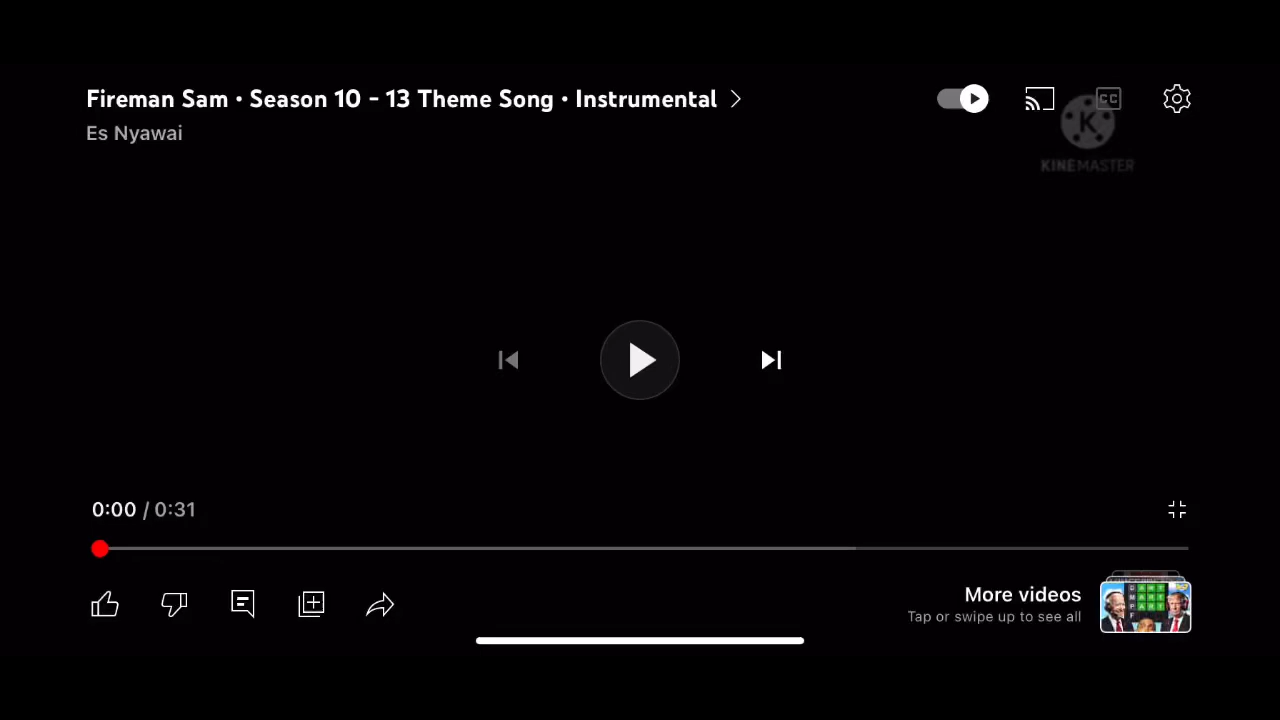 Fireman Sam • Season 10 - 13 Theme Song • Instrumental
Es Nyawai
CC
K
KINEMASTER
0:00 / 0:31
More videos
Tap or swipe up to see all